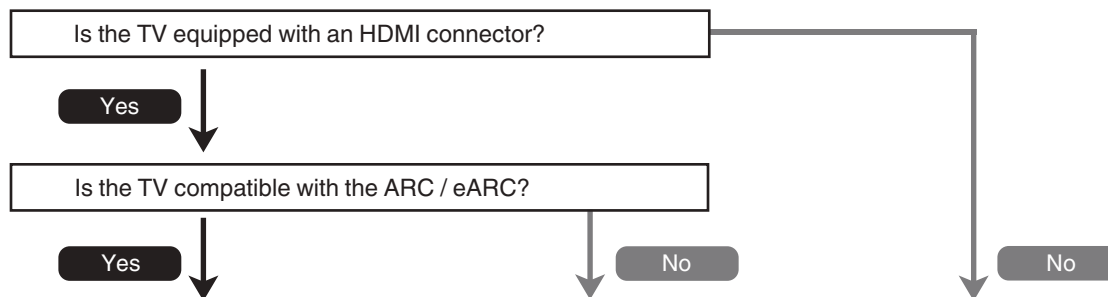 Is the TV equipped with an HDMI connector?
Yes
Is the TV compatible with the ARC / eARC?
Yes
No
No